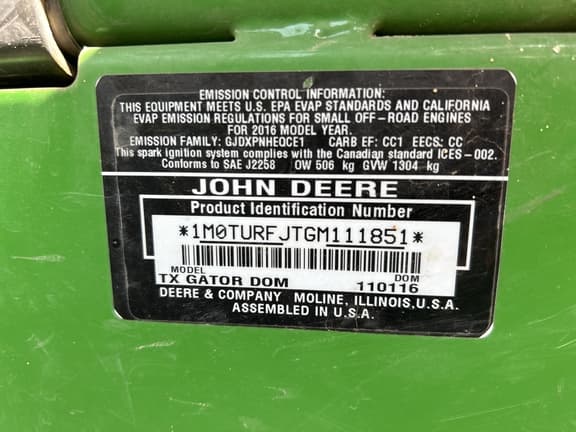 EMISSION CONTROL INFORMATION:
THIS EQUIPMENT MEETS U.S. EPA EVAP STANDARDS AND CALIFORNIA
EVAP EMISSION REGULATIONS FOR SMALL OFF-ROAD ENGINES
FOR 2016 MODEL YEAR.
EMISSION FAMILY: GJDXPNHEQCE1 CARB EF: CC1 EECS: CC
This spark ignition system complies with the Canadian standard ICES-002.
Conforms to SAE J2258 OW 506 kg GVW 1304 kg
JOHN DEERE
Product Identification Number
*1M0TURFJTGM111851*
MODEL DOM
TX GATOR DOM 110116
DEERE & COMPANY MOLINE, ILLINOIS, U.S.A.
ASSEMBLED IN U.S.A.